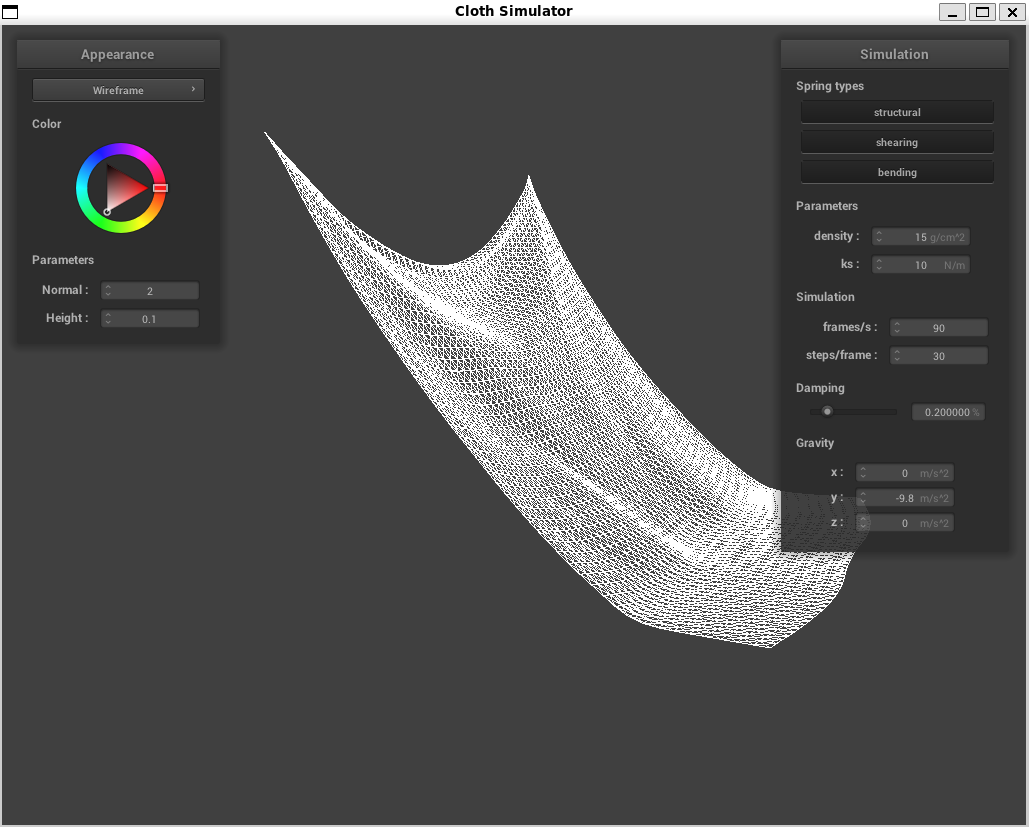 Cloth Simulator
Appearance
Wireframe
Color
Parameters
Normal : 2
Height : 0.1
Simulation
Spring types
structural
shearing
bending
Parameters
density : 15 g/cm^2
ks : 10 N/m
Simulation
frames/s : 90
steps/frame : 30
Damping
0.200000 %
Gravity
x : 0 m/s^2
y : -9.8 m/s^2
z : 0 m/s^2